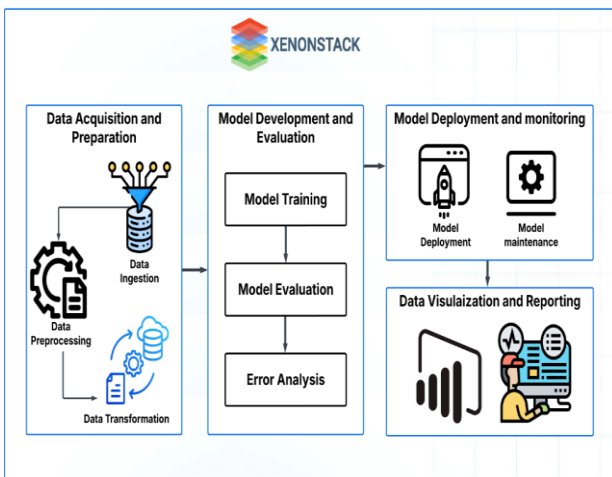 XENONSTACK
Data Acquisition and
Preparation
Data
Ingestion
Data
Preprocessing
Data Transformation
Model Development and
Evaluation
Model Training
Model Evaluation
Error Analysis
Model Deployment and monitoring
Model
Deployment
Model
maintenance
Data Visulaization and Reporting